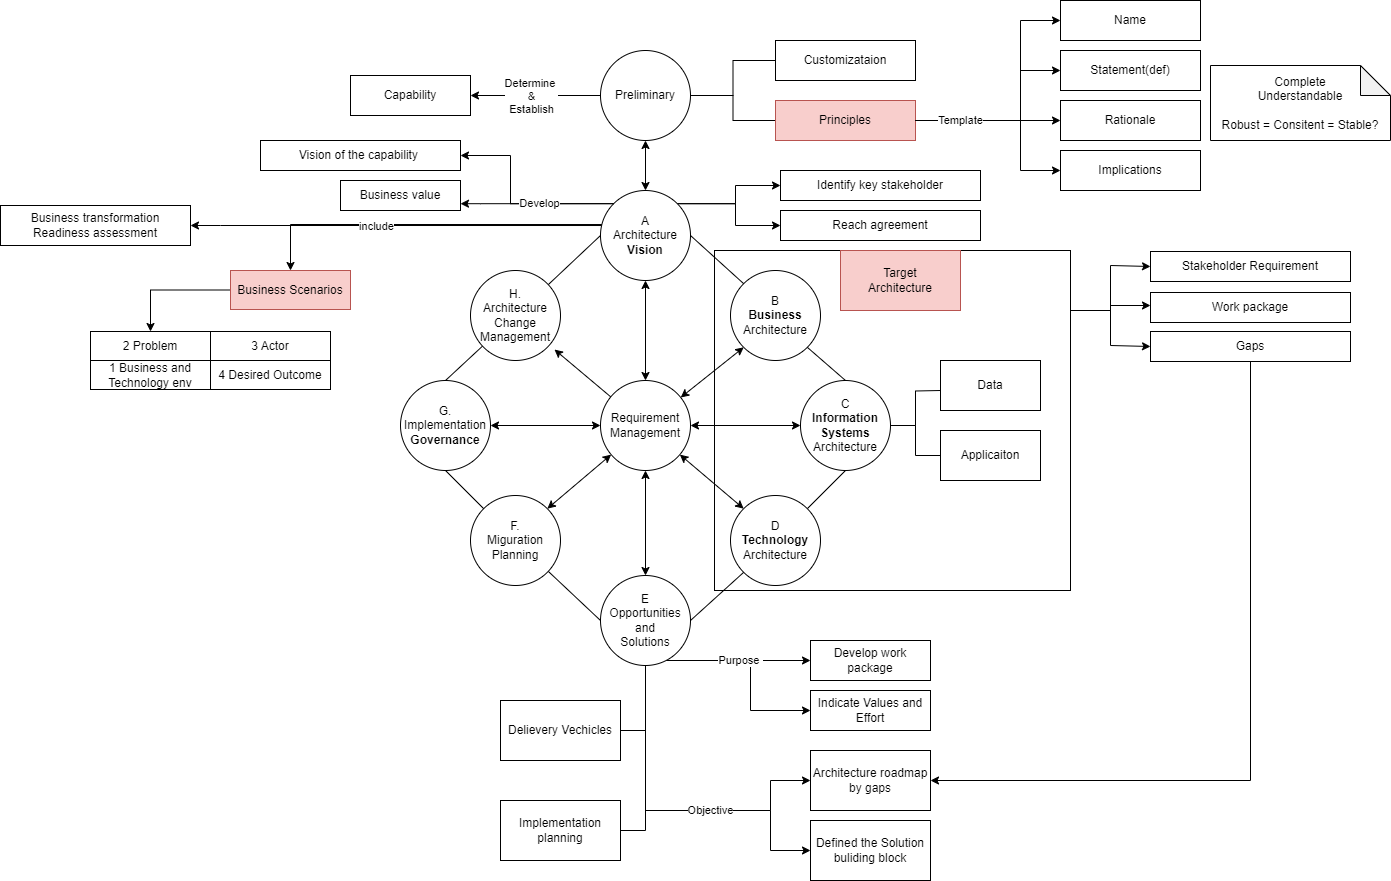 Name
Customizataion
Statement(def)
Determine
&
Establish
Capability
Preliminary
Complete
Understandable
Robust = Consitent = Stable?
Principles
Template
Rationale
Implications
Vision of the capability
Business value
Develop
Identify key stakeholder
Reach agreement
Business transformation
Readiness assessment
include
A
Architecture
Vision
Business Scenarios
Target
Architecture
Stakeholder Requirement
Work package
Gaps
2 Problem
3 Actor
1 Business and
Technology env
4 Desired Outcome
H.
Architecture
Change
Management
B
Business
Architecture
G.
Implementation
Governance
Requirement
Management
C
Information
Systems
Architecture
Data
Applicaiton
F.
Miguration
Planning
D
Technology
Architecture
E
Opportunities
and
Solutions
Purpose
Develop work
package
Indicate Values and
Effort
Delievery Vechicles
Architecture roadmap
by gaps
Objective
Implementation
planning
Defined the Solution
buliding block